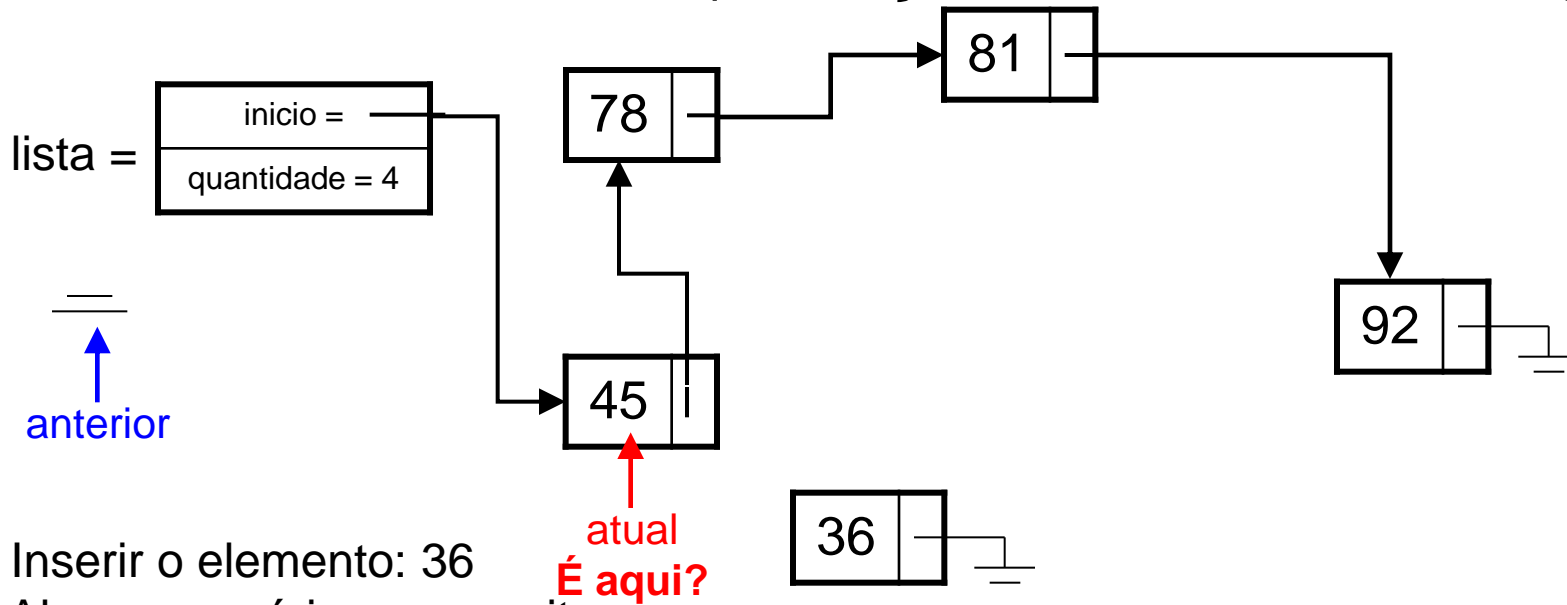 81
78
inicio =
lista =
quantidade = 4
92
45
anterior
atual
36
Inserir o elemento: 36
É aqui?